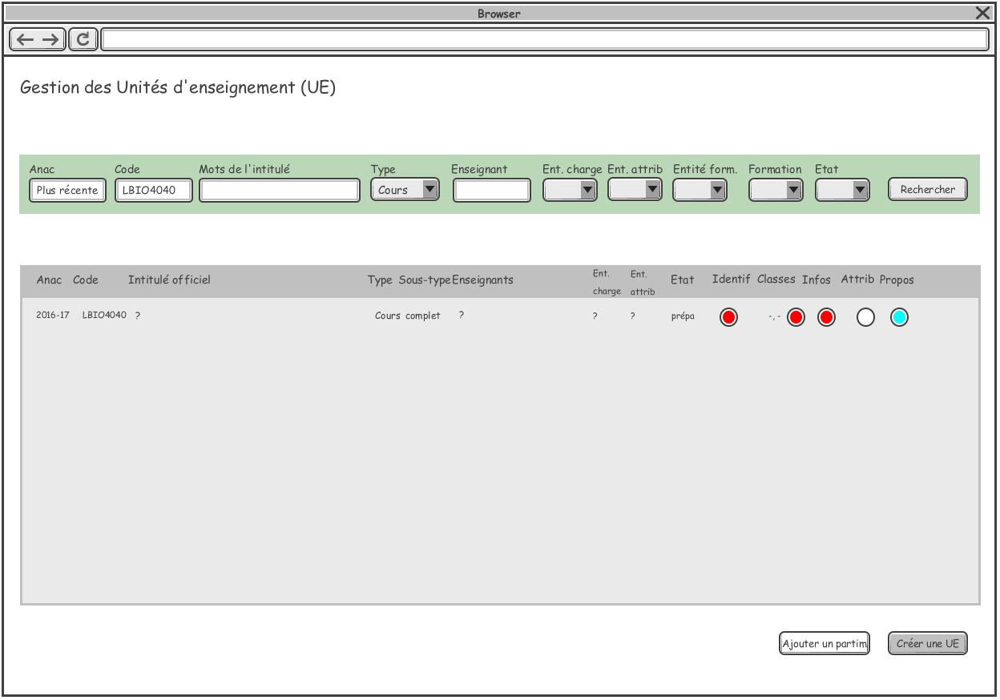 Browser
Gestion des Unités d'enseignement (UE)
Anac Code Mots de l'intitulé Type Enseignant Ent. charge Ent. attrib Entité form. Formation Etat
Plus récente LBIO4040 Cours Rechercher
Anac Code Intitulé officiel Type Sous-type Enseignants Ent. charge Ent. attrib Etat Identif Classes Infos Attrib Propos
2016-17 LBIO4040 ? Cours complet ? ? ? prépa -,-
Ajouter un partim Créer une UE